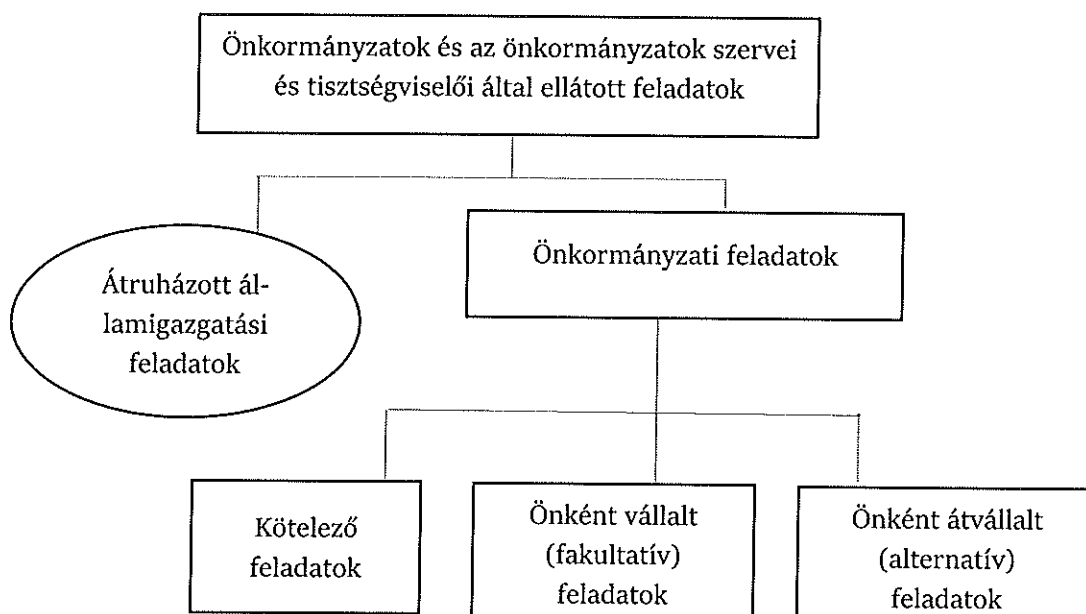 Önkormányzatok és az önkormányzatok szervei
és tisztségviselői által ellátott feladatok
Átruházott ál-
lamigazgatási
feladatok
Önkormányzati feladatok
Kötelező
feladatok
Önként vállalt
(fakultatív)
feladatok
Önként átvállalt
(alternatív)
feladatok